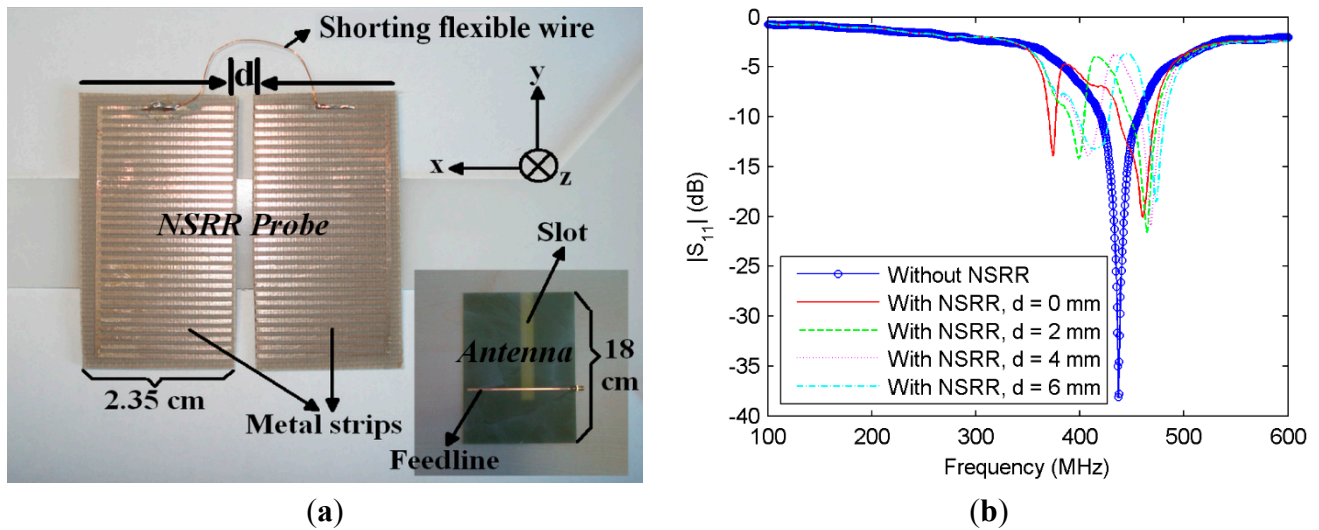 Shorting flexible wire
d
y
x
z
NSRR Probe
Slot
Antenna
18
cm
2.35 cm
Metal strips
Feedline
(a)
0
-5
-10
-15
-20
-25
-30
-35
-40
|S11| (dB)
Without NSRR
With NSRR, d = 0 mm
With NSRR, d = 2 mm
With NSRR, d = 4 mm
With NSRR, d = 6 mm
100 200 300 400 500 600
Frequency (MHz)
(b)